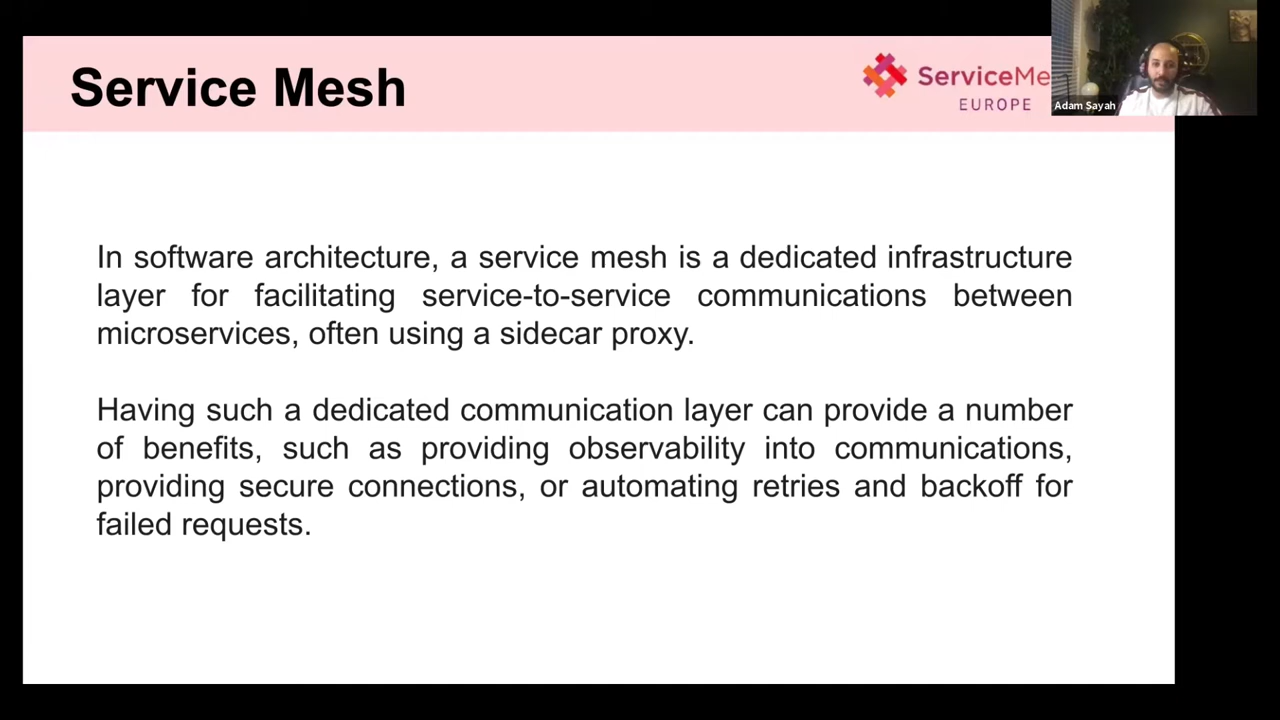 Service Mesh
ServiceMe
EUROPE
Adam Sayah
In software architecture, a service mesh is a dedicated infrastructure
layer for facilitating service-to-service communications between
microservices, often using a sidecar proxy.
Having such a dedicated communication layer can provide a number
of benefits, such as providing observability into communications,
providing secure connections, or automating retries and backoff for
failed requests.